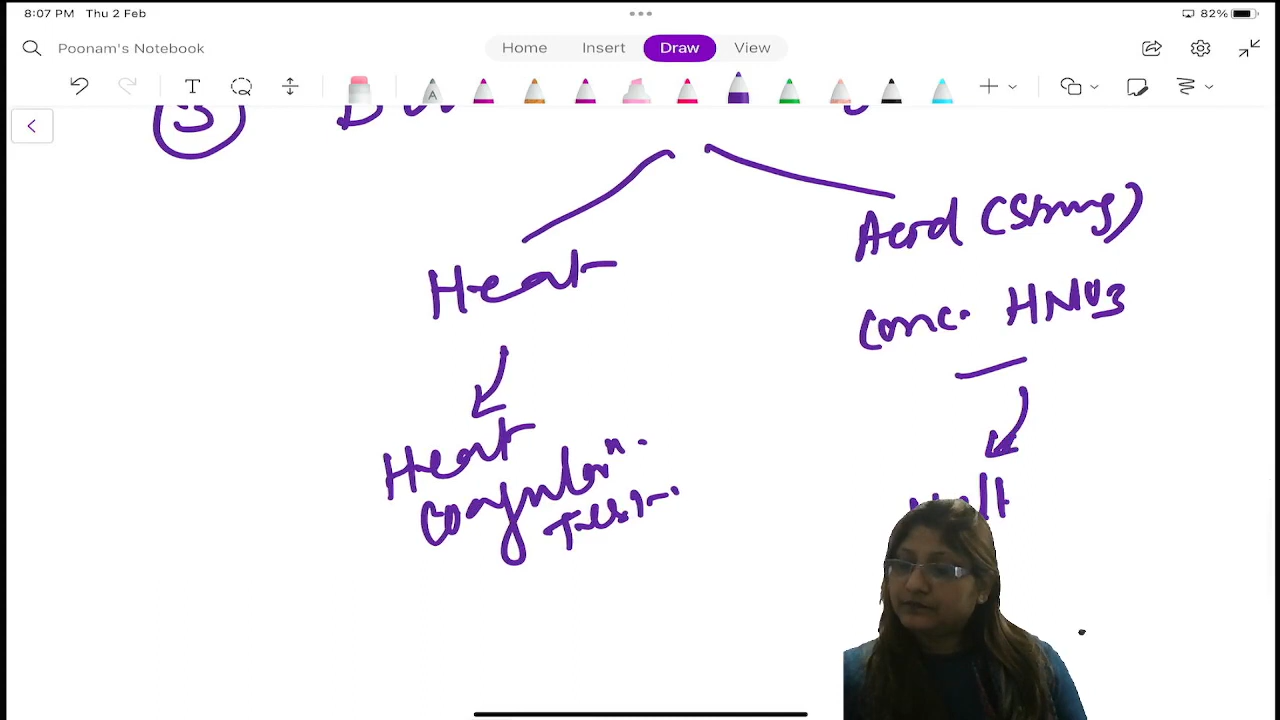 8:07 PM Thu 2 Feb
82%
Poonam's Notebook
Home Insert Draw View
T A
3
Acid (Strong)
Heat
Conc. HNO3
Heat
Coagulaⁿ.
Test.